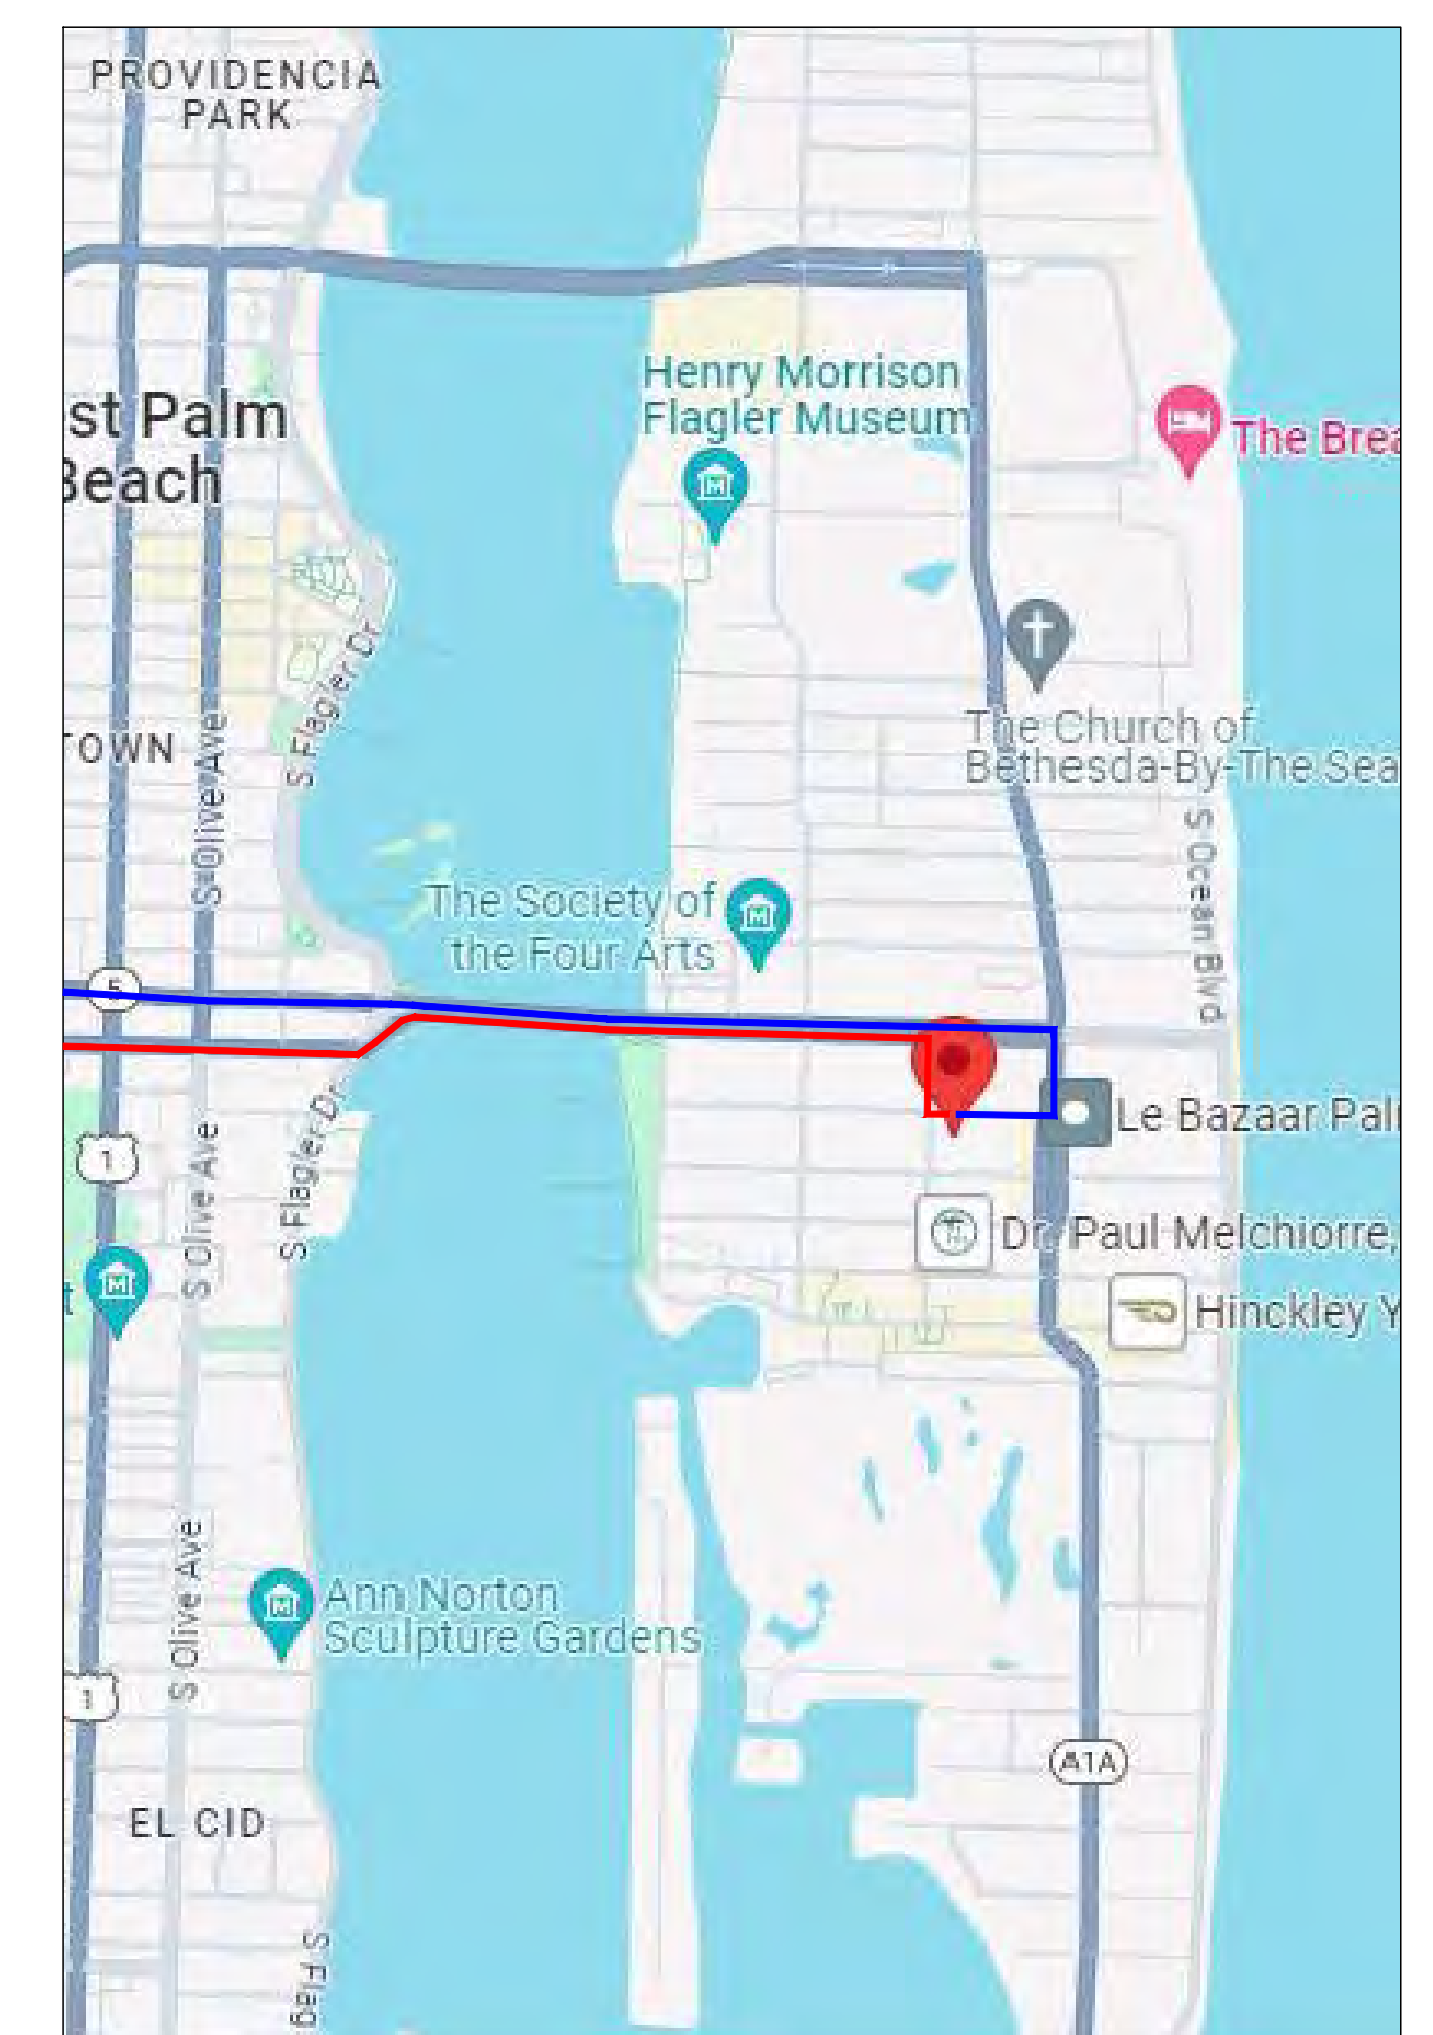 PROVIDENCIA
PARK
Henry Morrison
Flagler Museum
st Palm
Beach
The Brea
S Flagler Dr
TOWN
S Olive Ave
The Church of
Bethesda-By-The Sea
S Ocean Blvd
The Society of
the Four Arts
5
S Flagler Dr
Le Bazaar Pal
1
S Olive Ave
Dr. Paul Melchiorre,
t
Hinckley Y
S Olive Ave
Ann Norton
Sculpture Gardens
1
A1A
EL CID
S Flag